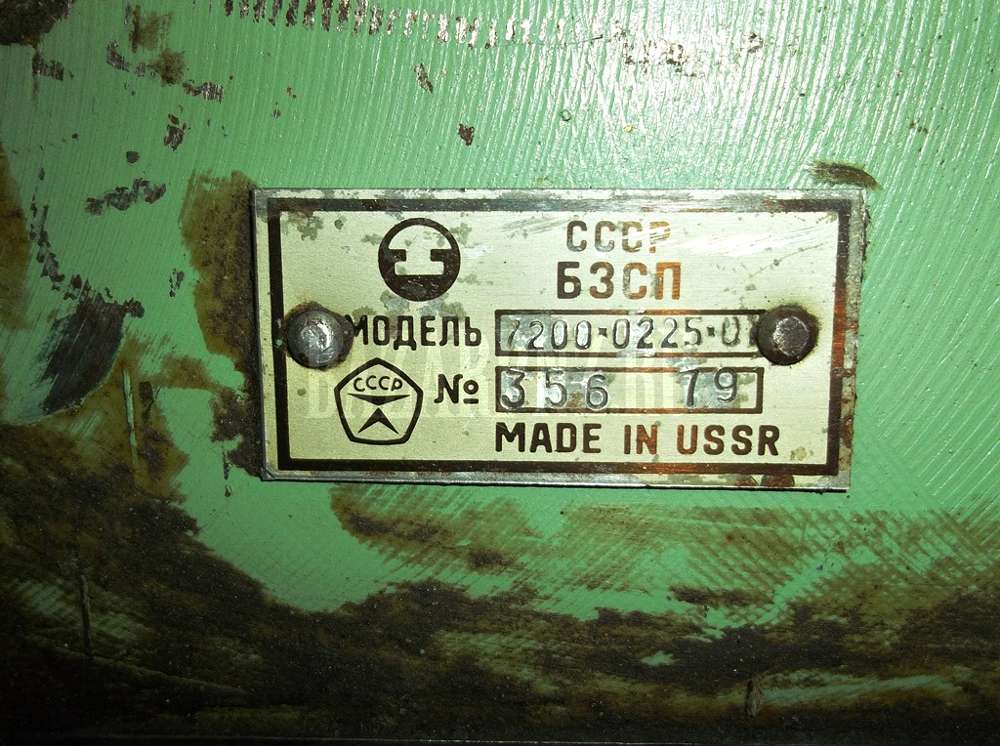 СССР
БЗСП
МОДЕЛЬ 7200-0225-0
СССР
№ 356 79
MADE IN USSR